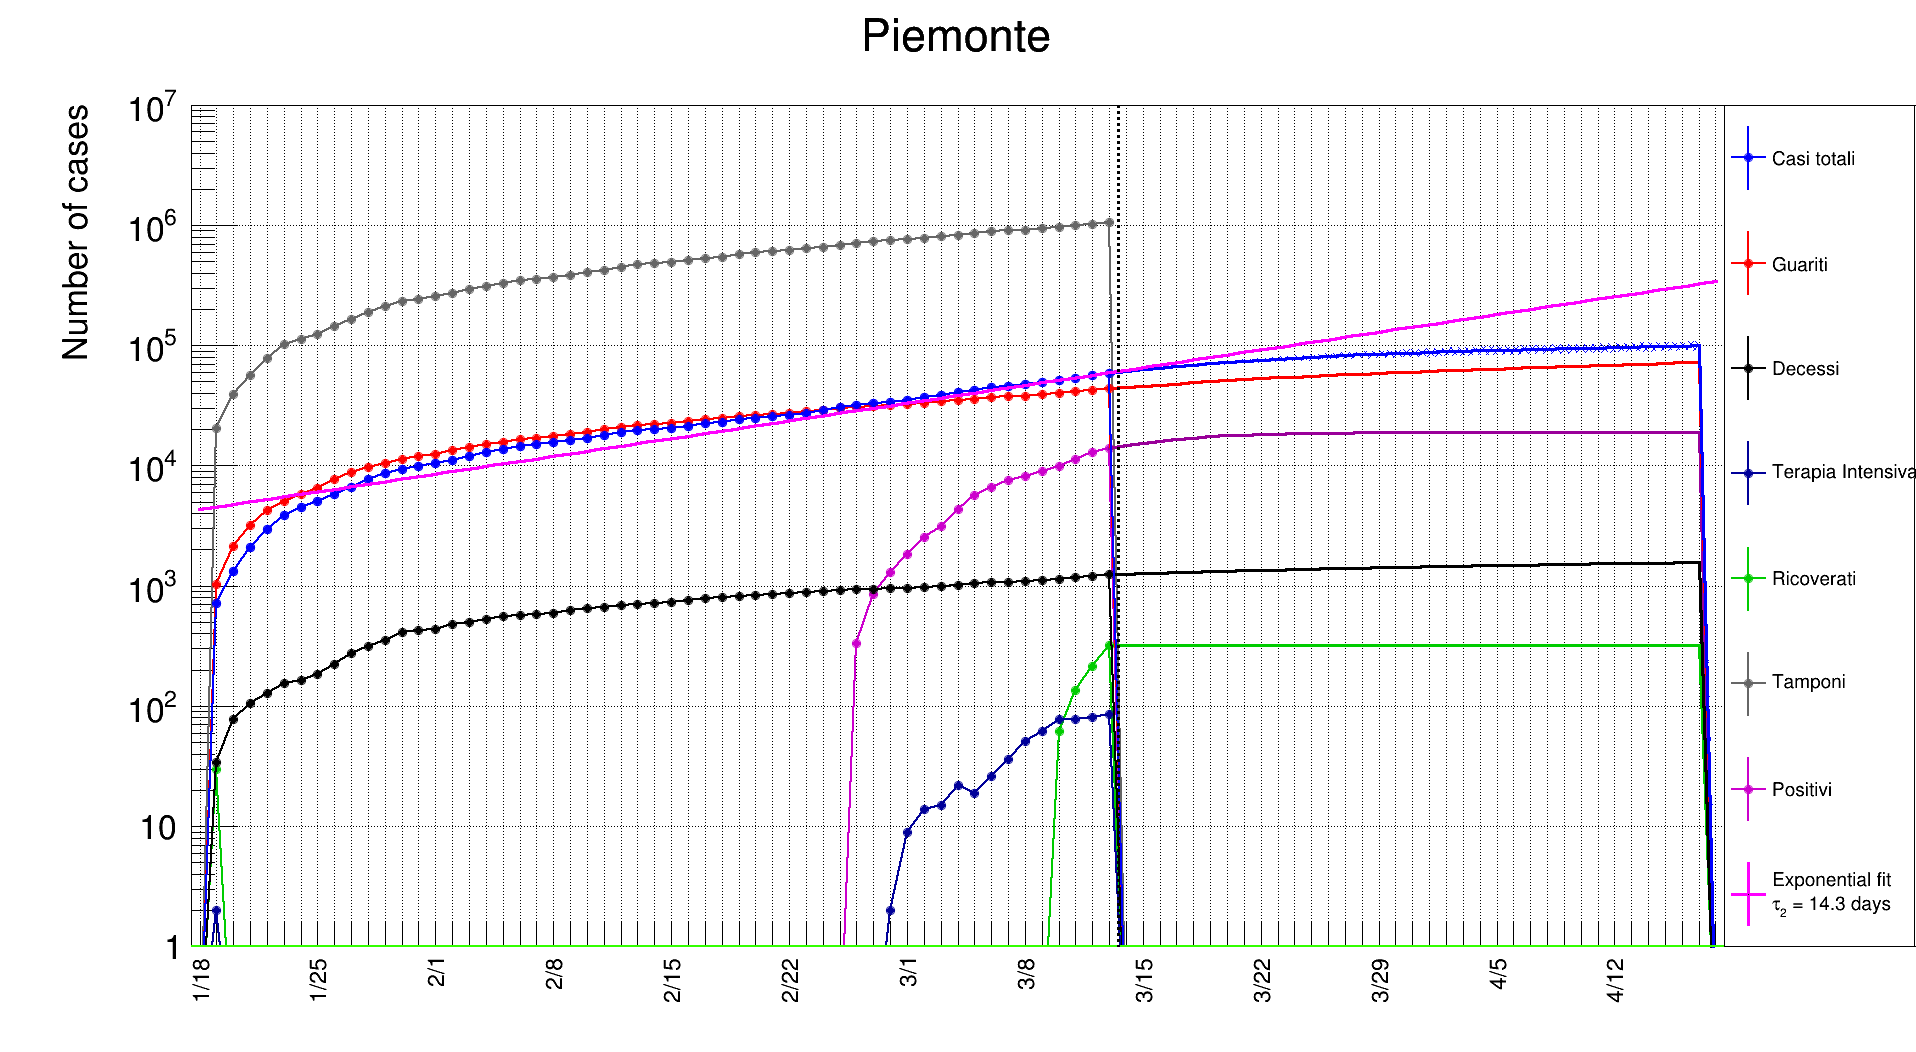 Piemonte
Number of cases
10^7
10^6
10^5
10^4
10^3
10^2
10
1
1/18
1/25
2/1
2/8
2/15
2/22
3/1
3/8
3/15
3/22
3/29
4/5
4/12
Casi totali
Guariti
Decessi
Terapia Intensiva
Ricoverati
Tamponi
Positivi
Exponential fit
τ_2 = 14.3 days